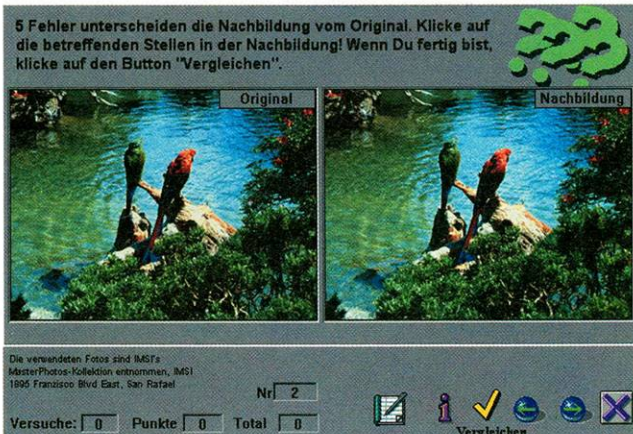 5 Fehler unterscheiden die Nachbildung vom Original. Klicke auf
die betreffenden Stellen in der Nachbildung! Wenn Du fertig bist,
klicke auf den Button "Vergleichen".
Original
Nachbildung
Die verwendeten Fotos sind IMSI's
MasterPhotos-Kollektion entnommen, IMSI
1895 Franzisco Blvd East, San Rafael
Nr 2
Versuche: 0 Punkte 0 Total 0
Vergleichen